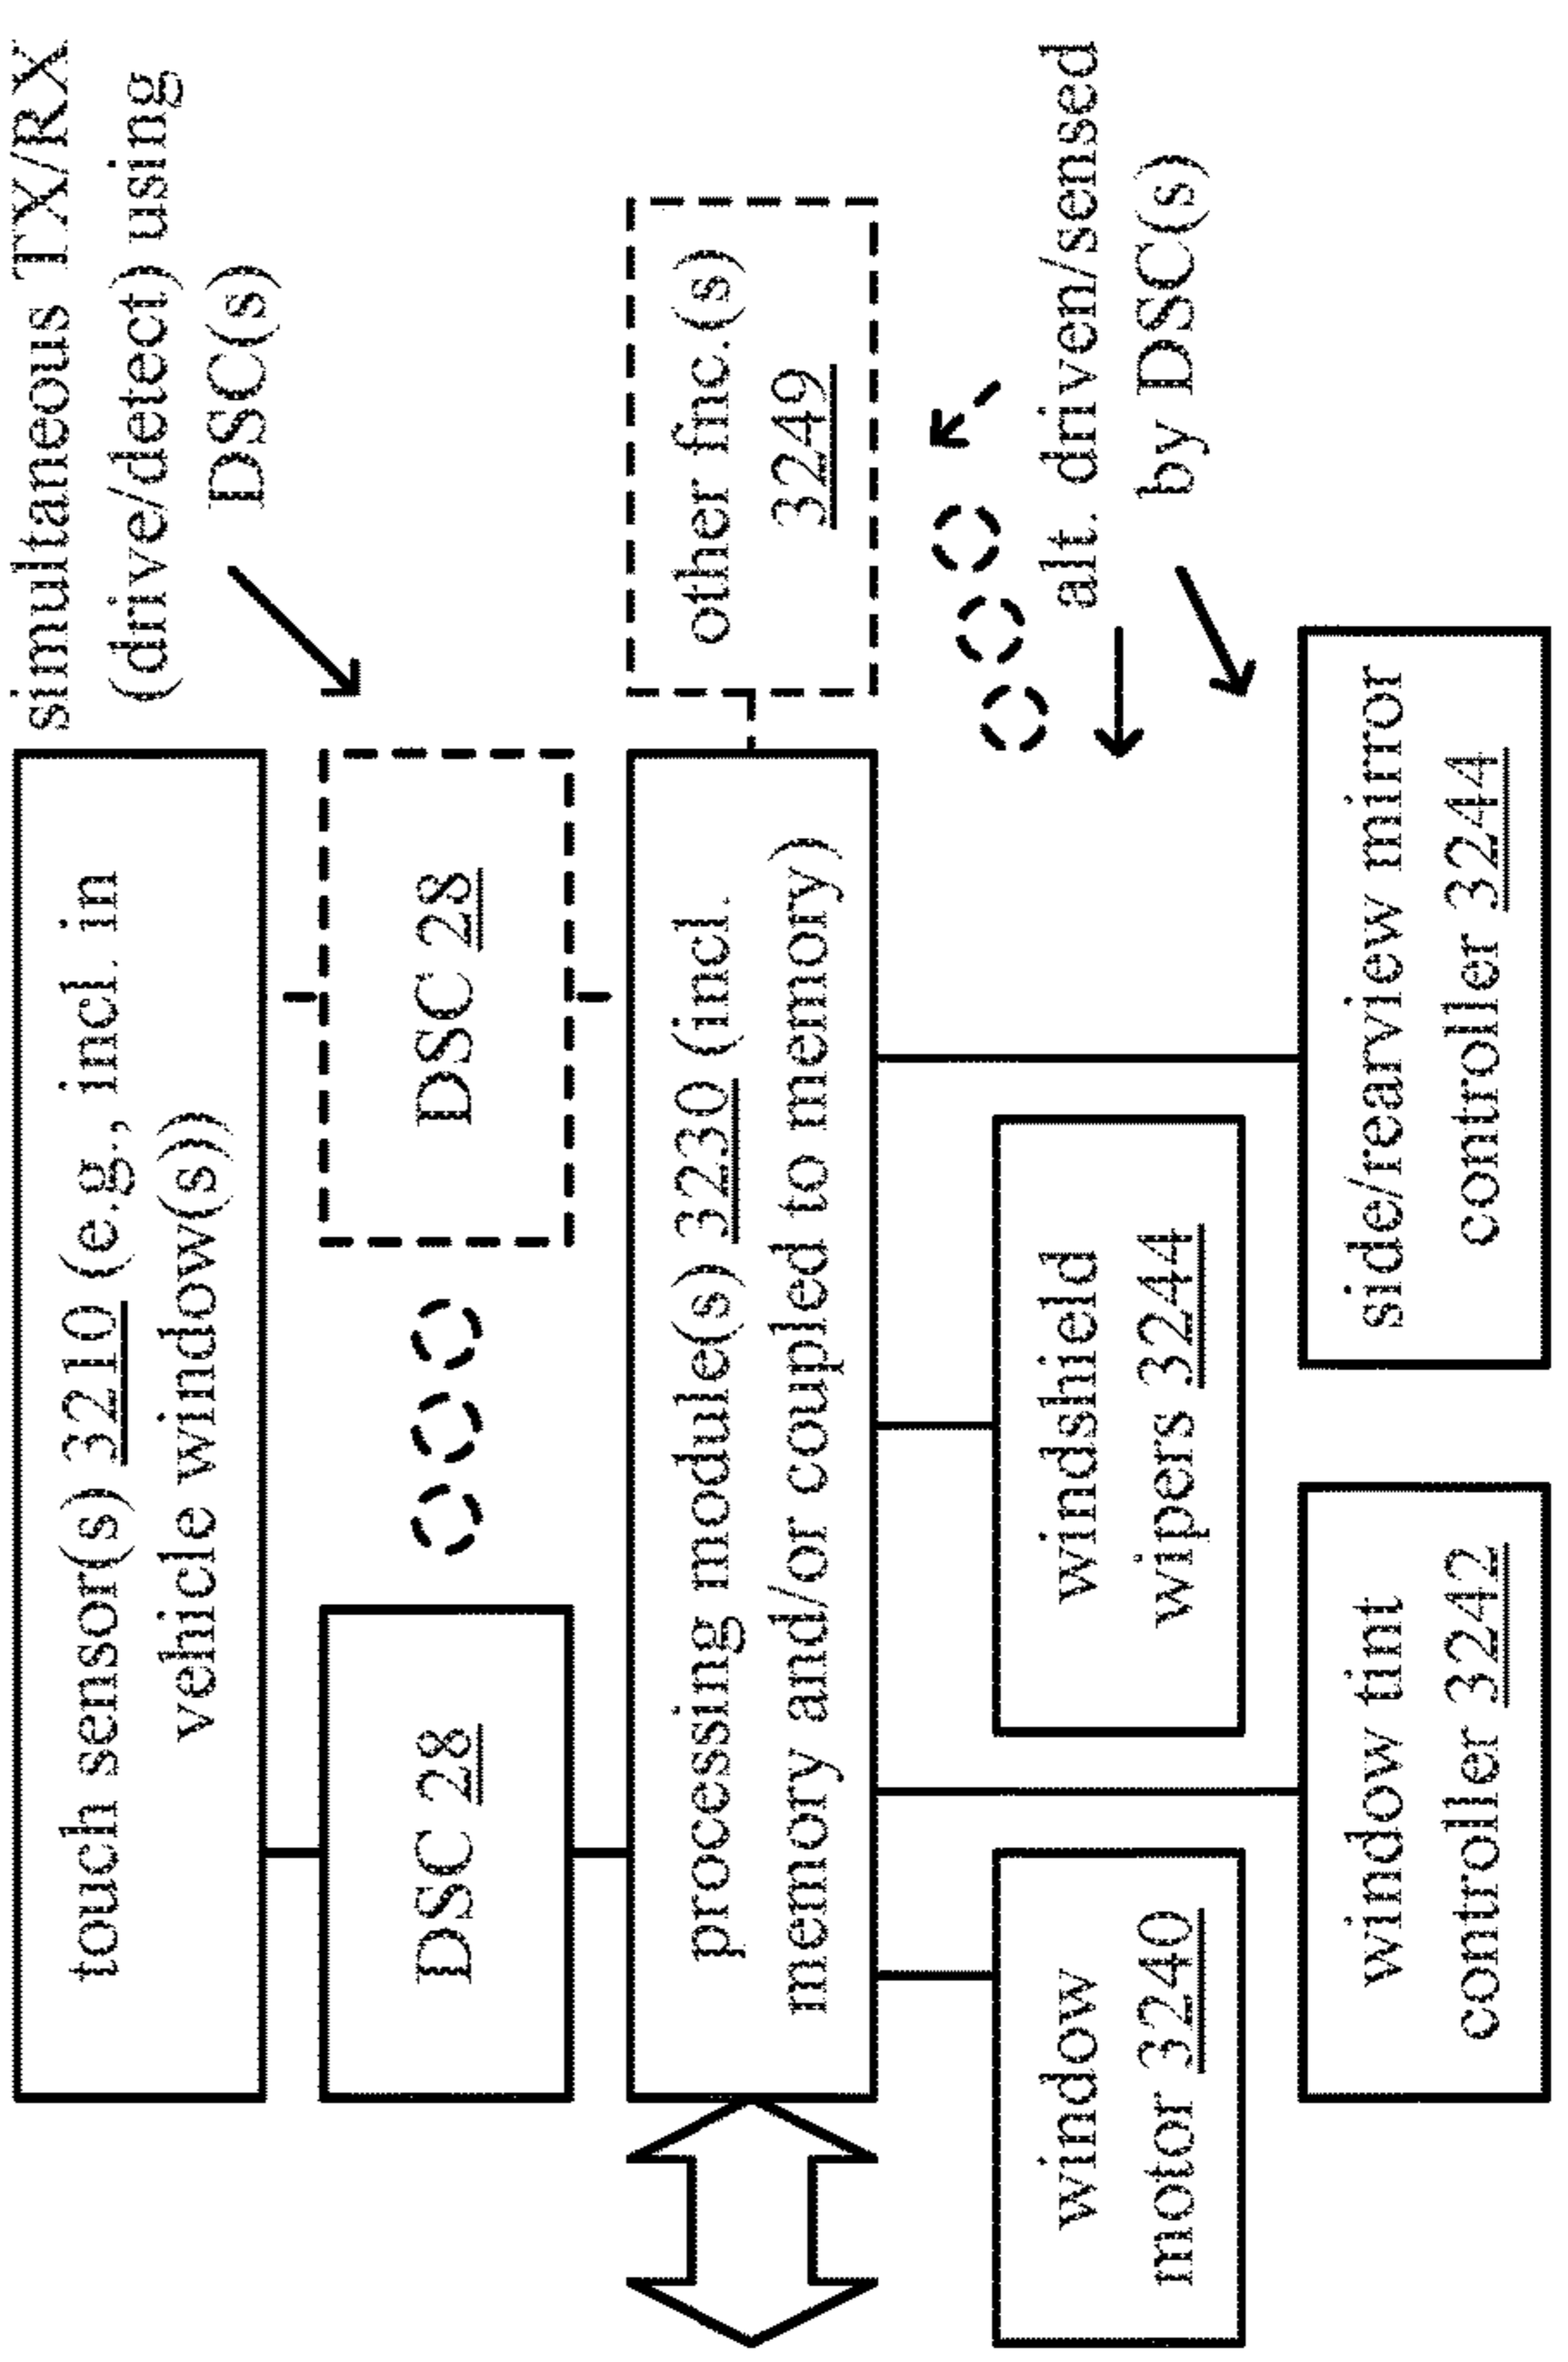 simultaneous TX/RX
(drive/detect) using
DSC(s)
touch sensor(s) 3210 (e.g., incl. in
vehicle window(s))
DSC 28
DSC 28
processing module(s) 3230 (incl.
memory and/or coupled to memory)
other fnc.(s)
3249
alt. driven/sensed
by DSC(s)
window
motor 3240
windshield
wipers 3244
window tint
controller 3242
side/rearview mirror
controller 3244